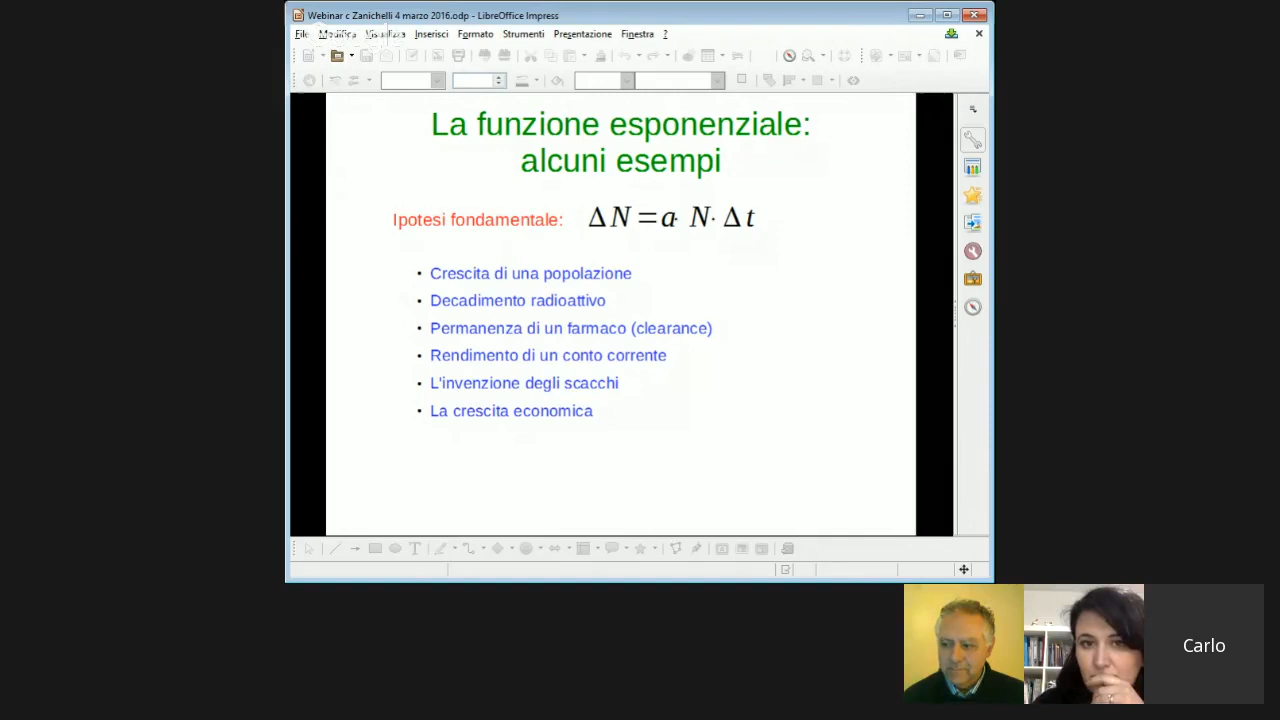 Webinar c Zanichelli 4 marzo 2016.odp - LibreOffice Impress
File Modifica Visualizza Inserisci Formato Strumenti Presentazione Finestra ?
La funzione esponenziale:
alcuni esempi
Ipotesi fondamentale: Δ N = a · N · Δ t
• Crescita di una popolazione
• Decadimento radioattivo
• Permanenza di un farmaco (clearance)
• Rendimento di un conto corrente
• L'invenzione degli scacchi
• La crescita economica
Carlo